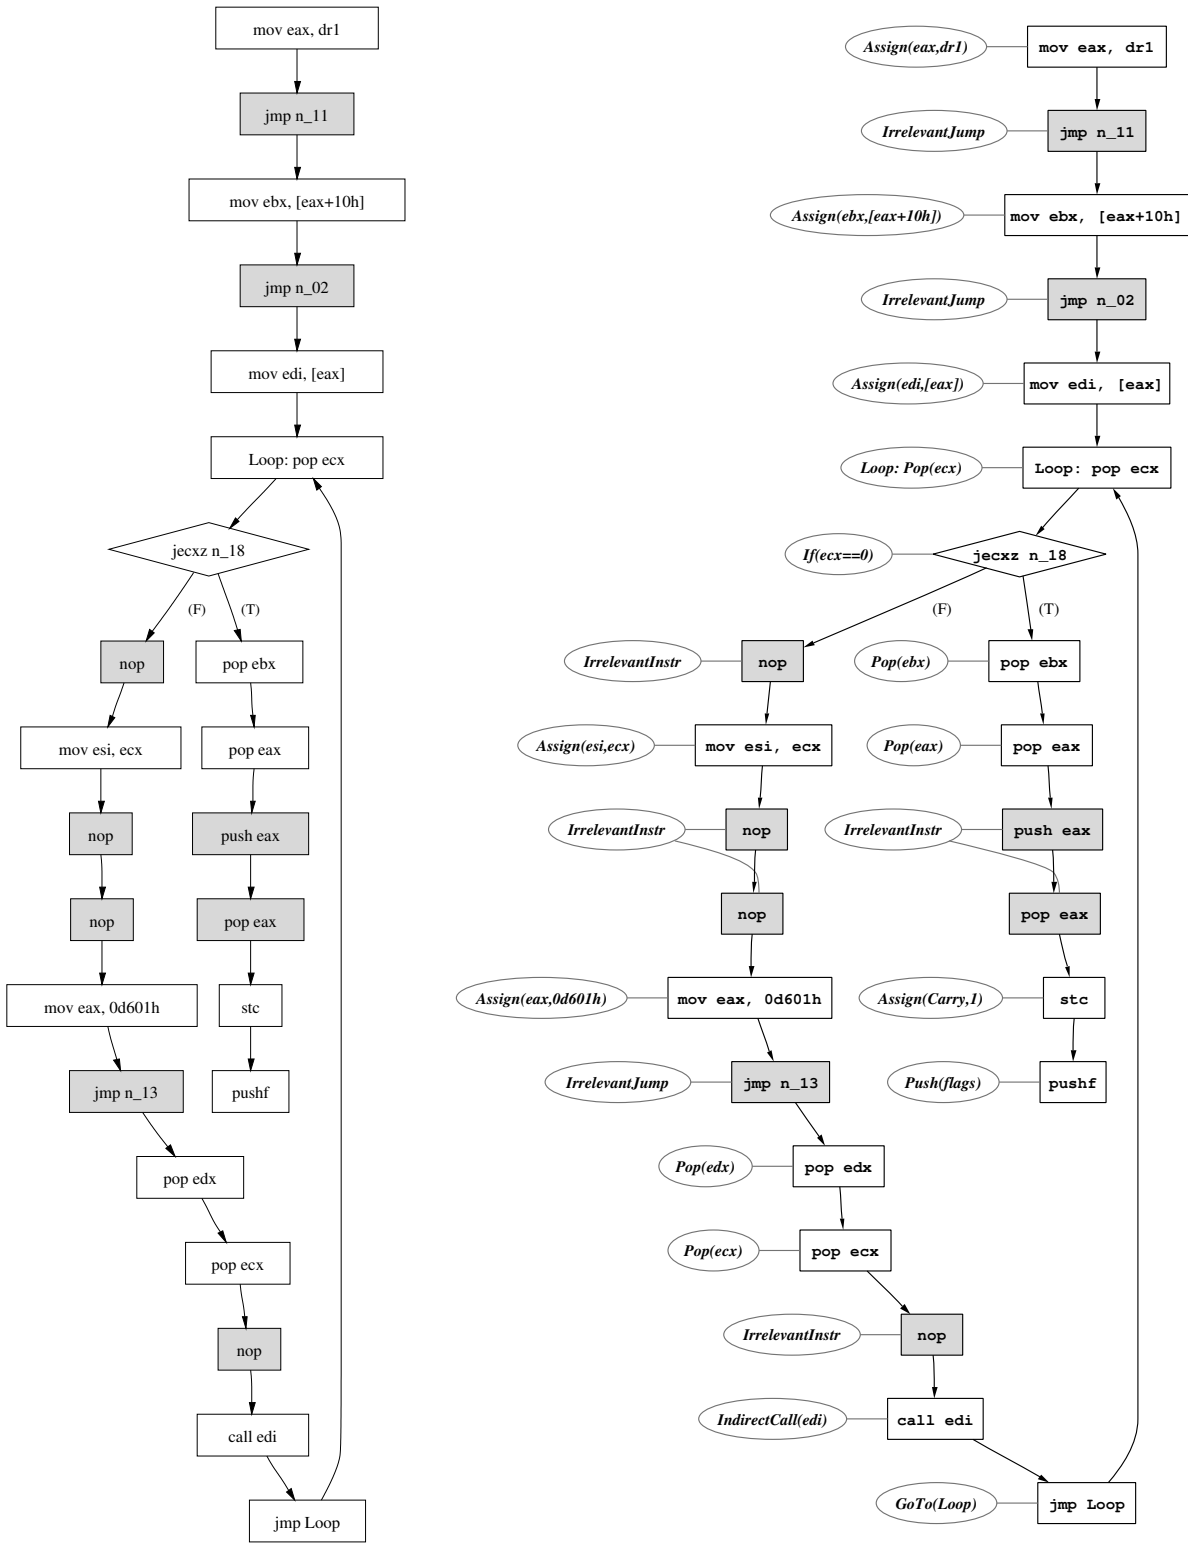 mov eax, dr1
jmp n_11
mov ebx, [eax+10h]
jmp n_02
mov edi, [eax]
Loop: pop ecx
jecxz n_18
(F)
(T)
nop
pop ebx
mov esi, ecx
pop eax
nop
push eax
nop
pop eax
mov eax, 0d601h
stc
jmp n_13
pushf
pop edx
pop ecx
nop
call edi
jmp Loop
Assign(eax,dr1)
mov eax, dr1
IrrelevantJump
jmp n_11
Assign(ebx,[eax+10h])
mov ebx, [eax+10h]
IrrelevantJump
jmp n_02
Assign(edi,[eax])
mov edi, [eax]
Loop: Pop(ecx)
Loop: pop ecx
If(ecx==0)
jecxz n_18
(F)
(T)
IrrelevantInstr
nop
Pop(ebx)
pop ebx
Assign(esi,ecx)
mov esi, ecx
Pop(eax)
pop eax
IrrelevantInstr
nop
IrrelevantInstr
push eax
nop
pop eax
Assign(eax,0d601h)
mov eax, 0d601h
Assign(Carry,1)
stc
IrrelevantJump
jmp n_13
Push(flags)
pushf
Pop(edx)
pop edx
Pop(ecx)
pop ecx
IrrelevantInstr
nop
IndirectCall(edi)
call edi
GoTo(Loop)
jmp Loop